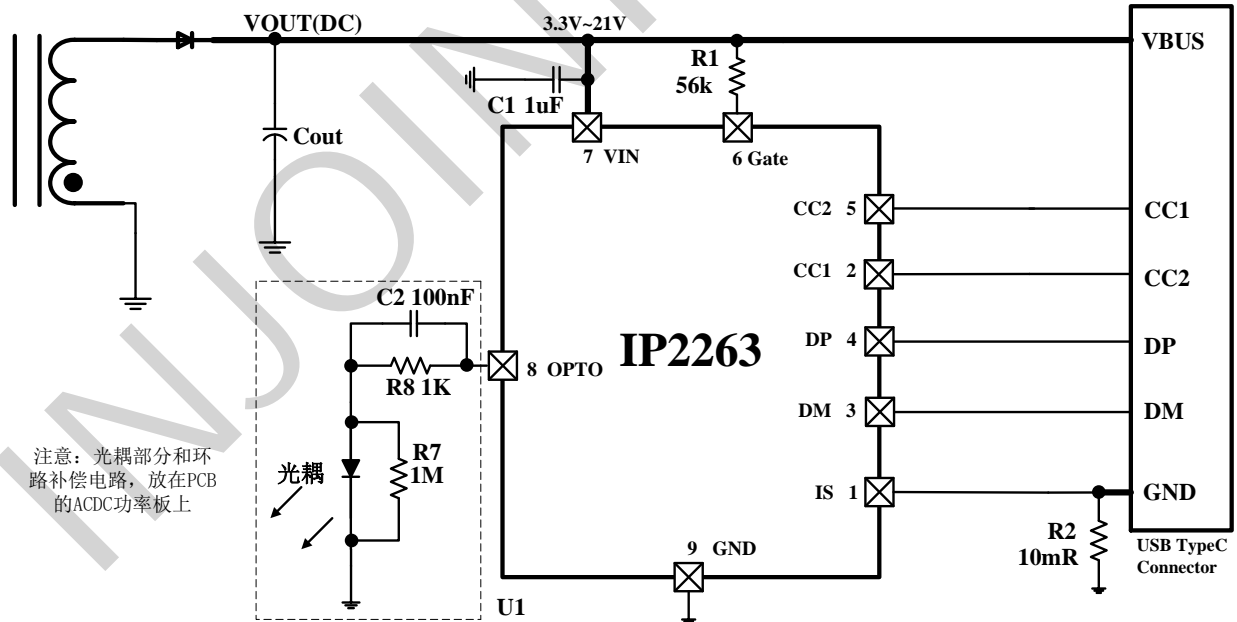 VOUT(DC)
3.3V~21V
VBUS
R1
56k
C1 1uF
Cout
7 VIN
6 Gate
CC2 5
CC1
CC1 2
CC2
C2 100nF
IP2263
DP 4
DP
8 OPTO
R8 1K
DM 3
DM
注意：光耦部分和环
路补偿电路，放在PCB
的ACDC功率板上
光耦
R7
1M
IS 1
GND
R2
10mR
USB TypeC
Connector
9 GND
U1
INJOINI